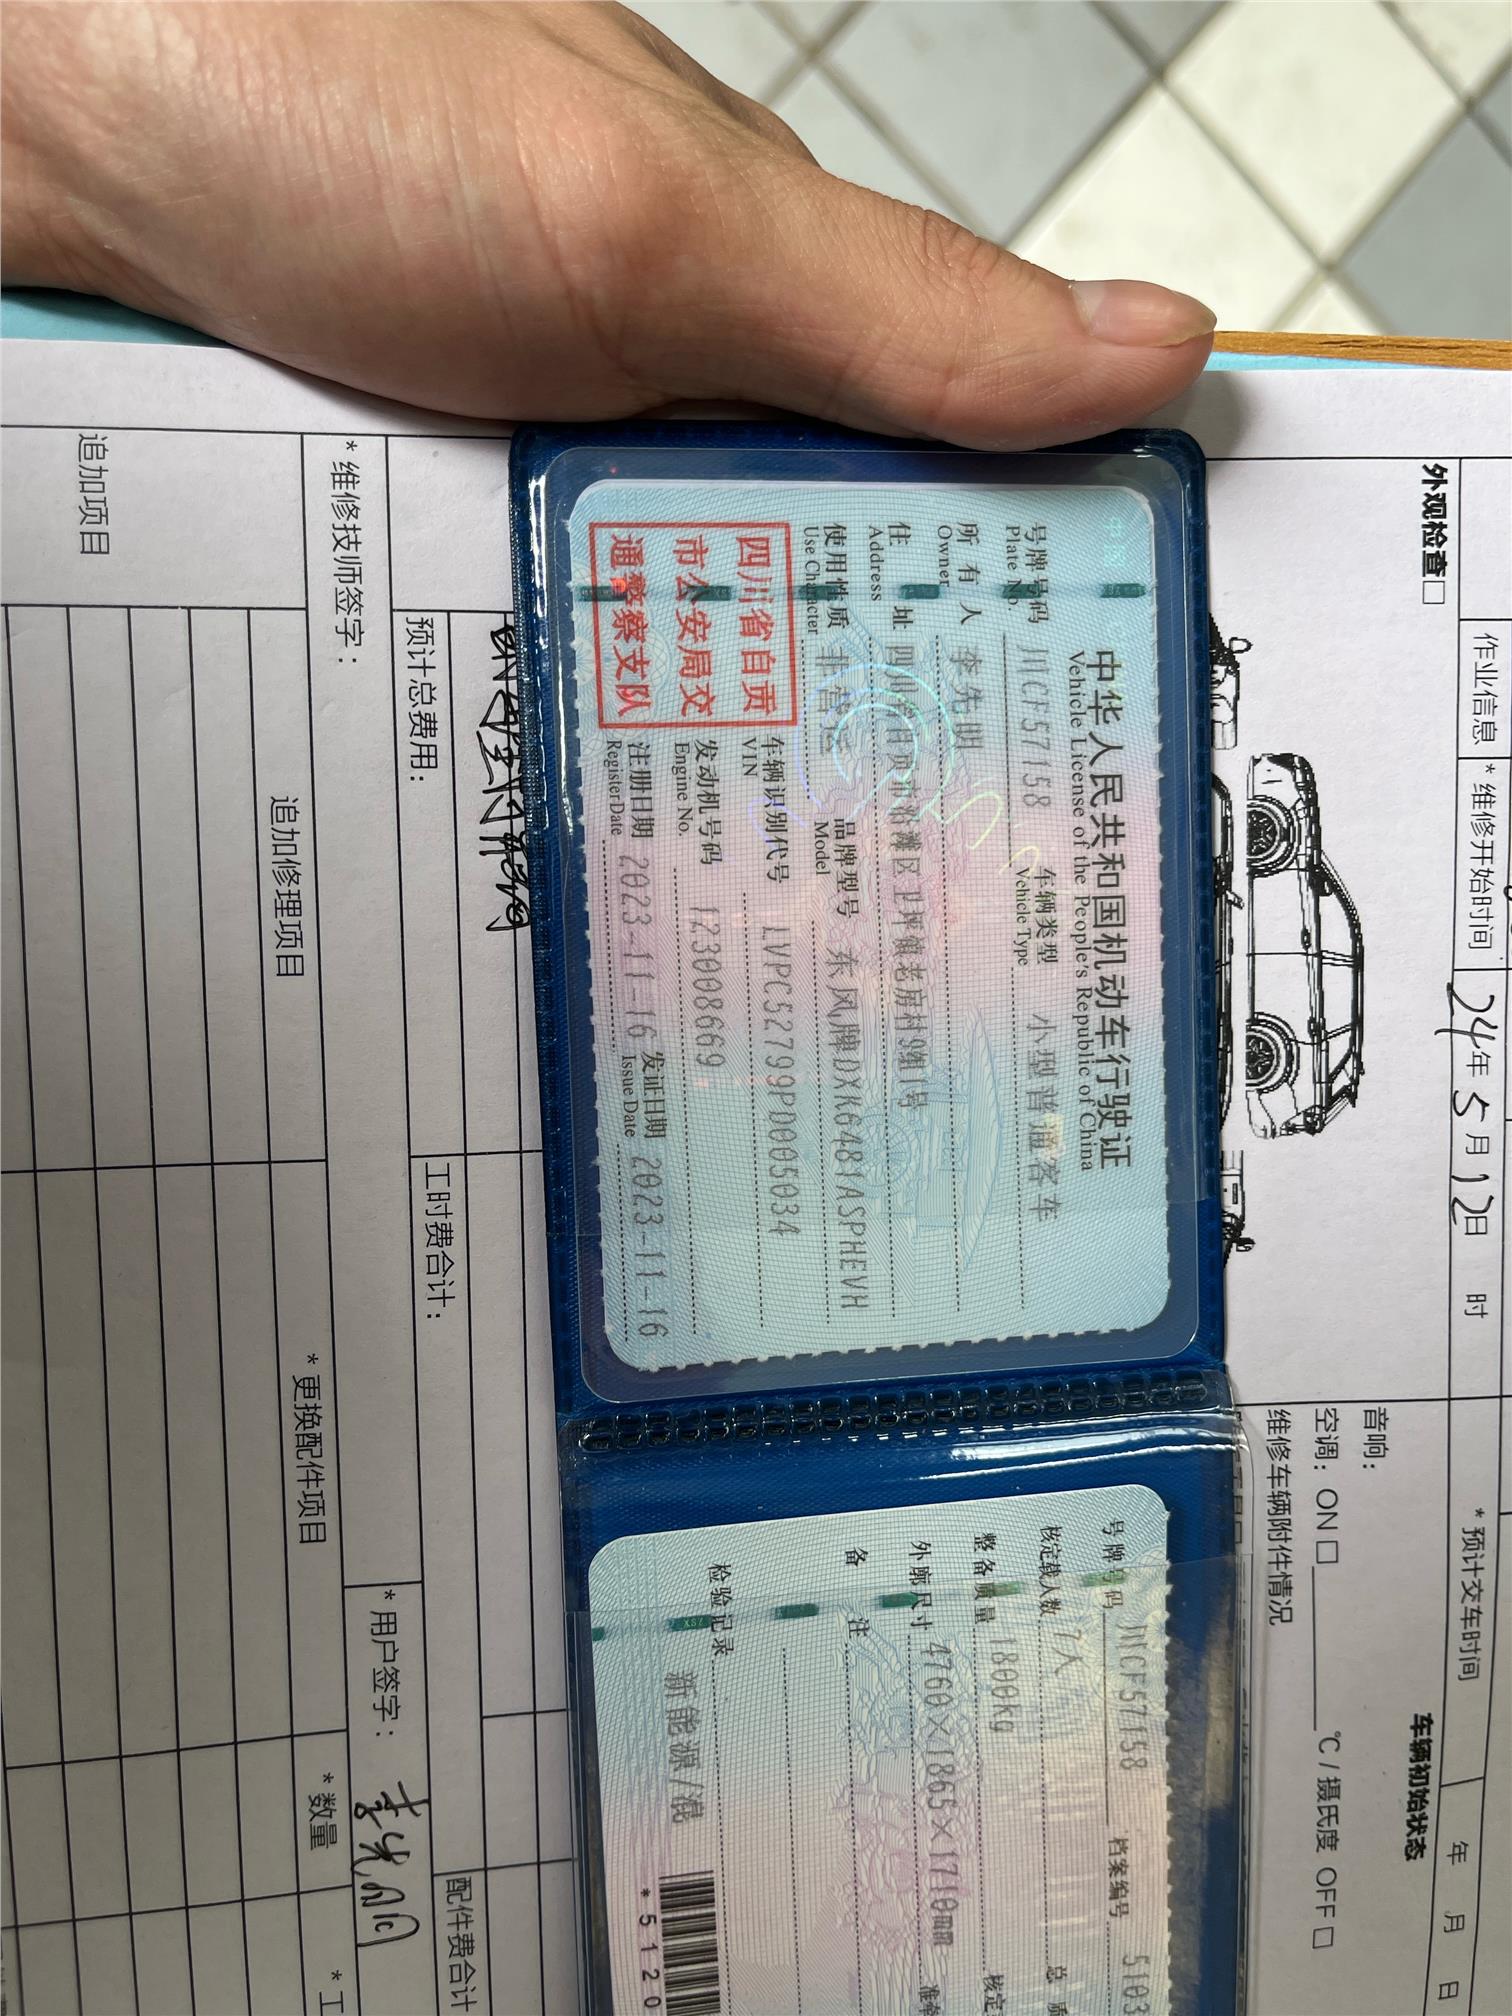 作业信息
*维修开始时间
24年5月12日 时
*预计交车时间
年 月 日
外观检查□
车辆初始状态
音响:
空调: ON□ ℃/摄氏度 OFF□
维修车辆附件情况
中华人民共和国机动车行驶证
Vehicle License of the People's Republic of China
号牌号码 川CF57158 车辆类型 小型普通客车
Plate No. Vehicle Type
所有人 李先明
Owner
住址 四川省自贡市沿滩区卫坪镇老房村9组1号
Address
使用性质 非营运 品牌型号 东风牌DXK6481ASPHEVH
Use Character Model
四川省自贡
市公安局交
通警察支队
车辆识别代号 LVPC52799PD005034
VIN
发动机号码 123008669
Engine No.
注册日期 2023-11-16 发证日期 2023-11-16
Register Date Issue Date
号牌号码 川CF57158 档案编号 5103
核定载人数 7人 总质
整备质量 1800kg 核定
外廓尺寸 4760×1865×1710mm 准牵
备注
检验记录 新能源/混
*5120
预计总费用:
工时费合计:
配件费合计
*维修技师签字:
*用户签字: 李先明
追加项目
追加修理项目
*更换配件项目
*数量
*工